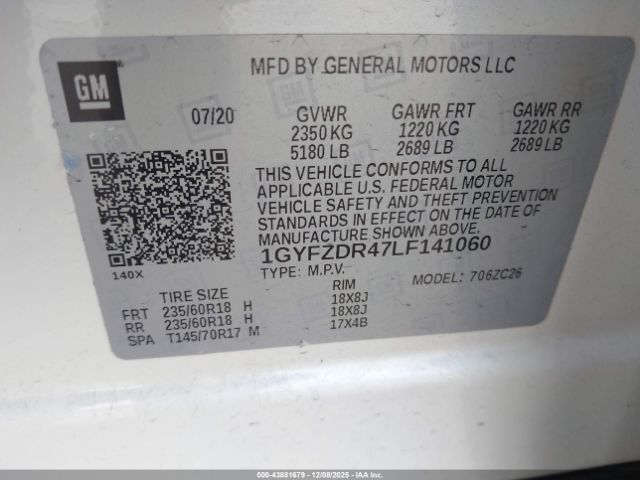 GM
MFD BY GENERAL MOTORS LLC
07/20 GVWR GAWR FRT GAWR RR
2350 KG 1220 KG 1220 KG
5180 LB 2689 LB 2689 LB
THIS VEHICLE CONFORMS TO ALL
APPLICABLE U.S. FEDERAL MOTOR
VEHICLE SAFETY AND THEFT PREVENTION
STANDARDS IN EFFECT ON THE DATE OF
MANUFACTURE SHOWN ABOVE.
1GYFZDR47LF141060
140X
TYPE: M.P.V. MODEL: 706ZC26
TIRE SIZE RIM
FRT 235/60R18 H 18X8J
RR 235/60R18 H 18X8J
SPA T145/70R17 M 17X4B
000-43881679 | 12/08/2025 - IAA Inc.